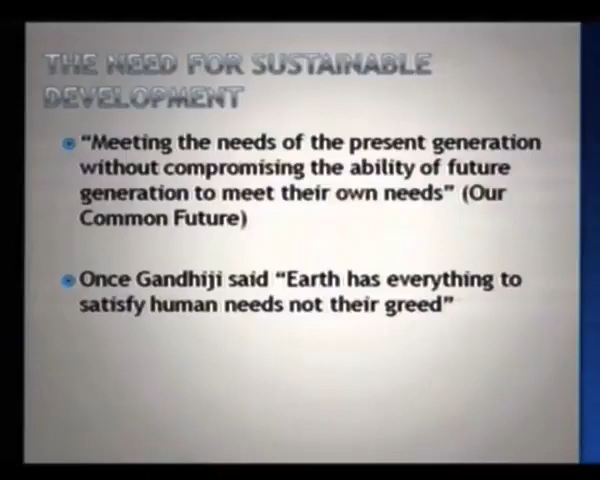 THE NEED FOR SUSTAINABLE
DEVELOPMENT
“Meeting the needs of the present generation
without compromising the ability of future
generation to meet their own needs” (Our
Common Future)
Once Gandhiji said “Earth has everything to
satisfy human needs not their greed”